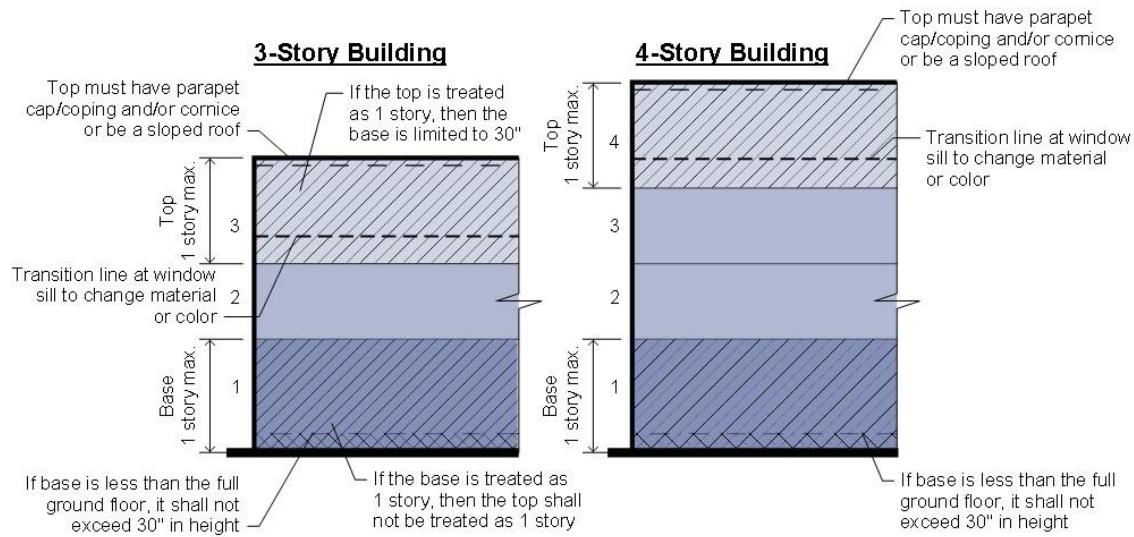 3-Story Building
Top must have parapet
cap/coping and/or cornice
or be a sloped roof
If the top is treated
as 1 story, then the
base is limited to 30"
Top
1 story max.
3
Transition line at window
sill to change material
or color
2
Base
1 story max.
1
If base is less than the full
ground floor, it shall not
exceed 30" in height
If the base is treated as
1 story, then the top shall
not be treated as 1 story
4-Story Building
Top must have parapet
cap/coping and/or cornice
or be a sloped roof
Top
1 story max.
4
Transition line at window
sill to change material
or color
3
2
Base
1 story max.
1
If base is less than the full
ground floor, it shall not
exceed 30" in height